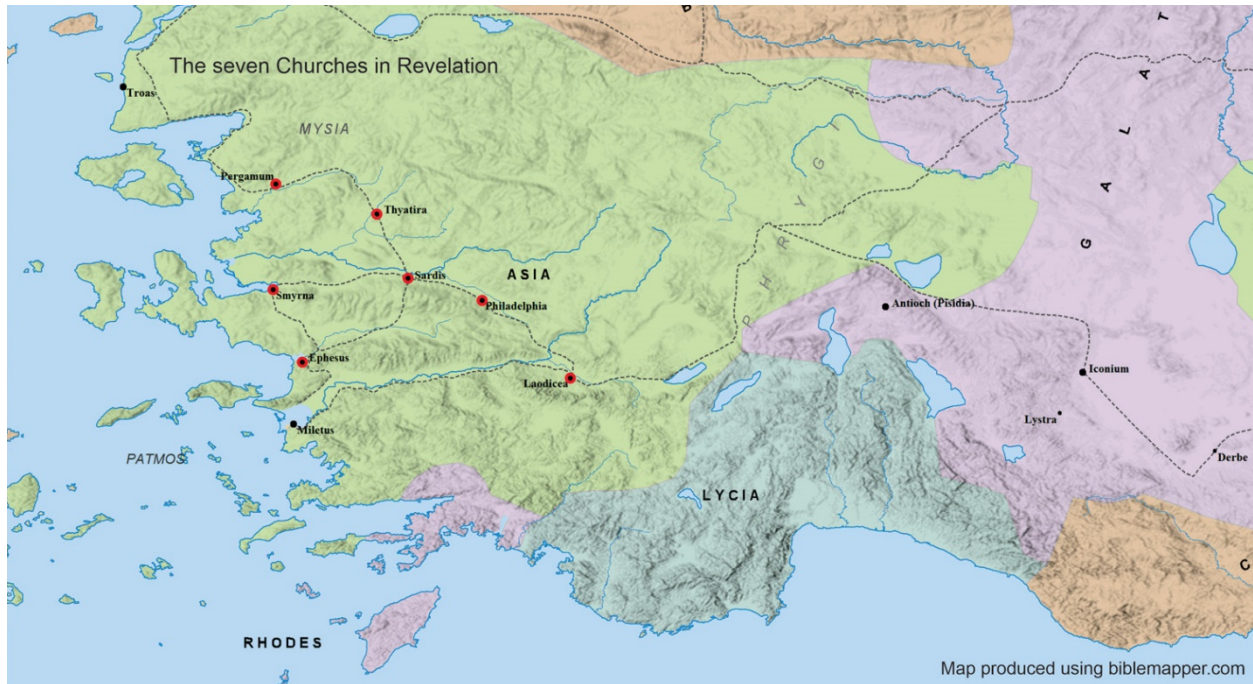 B
The seven Churches in Revelation
Troas
MYSIA
Pergamum
Thyatira
ASIA
Sardis
Smyrna
Philadelphia
PHRYGIA
GALAT
Antioch (Pisidia)
Ephesus
Laodicea
Iconium
Lystra
Miletus
Derbe
PATMOS
LYCIA
C
RHODES
Map produced using biblemapper.com